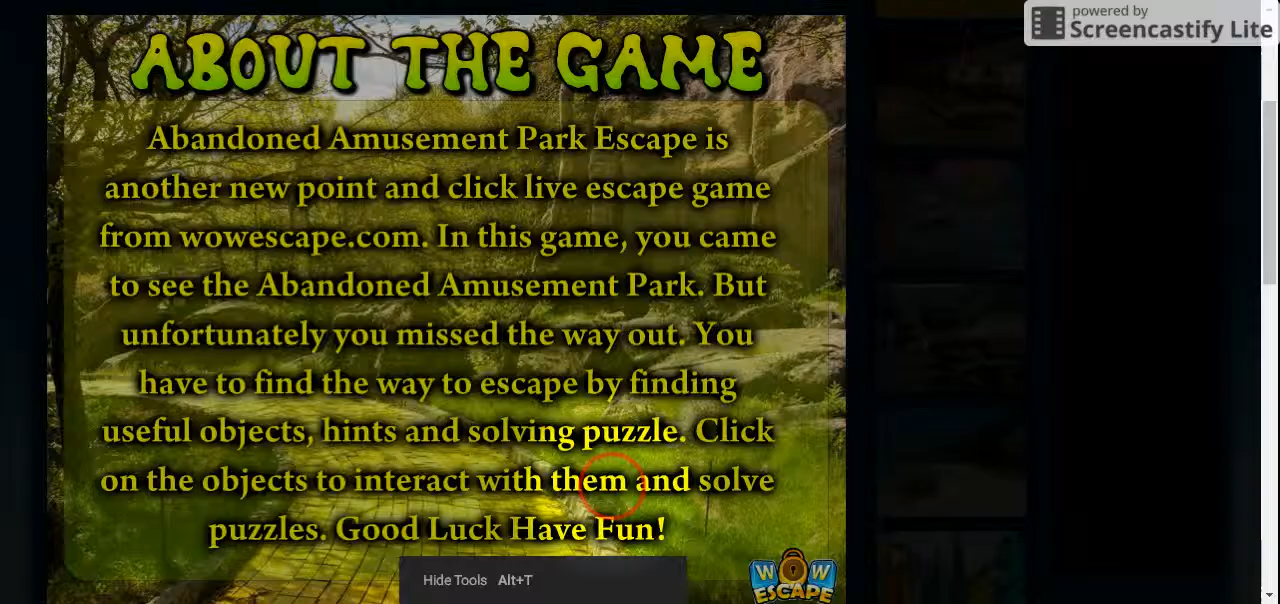 powered by
Screencastify Lite
ABOUT THE GAME
Abandoned Amusement Park Escape is
another new point and click live escape game
from wowescape.com. In this game, you came
to see the Abandoned Amusement Park. But
unfortunately you missed the way out. You
have to find the way to escape by finding
useful objects, hints and solving puzzle. Click
on the objects to interact with them and solve
puzzles. Good Luck Have Fun!
Hide Tools Alt+T
WOW
ESCAPE